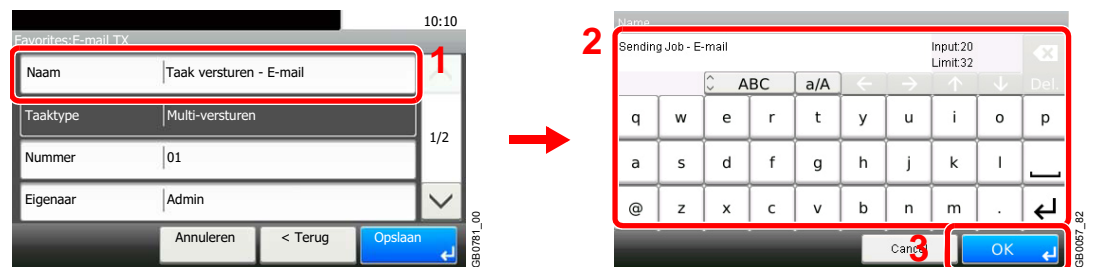 10:10
Favorites:E-mail TX
1
Naam Taak versturen - E-mail
Taaktype Multi-versturen
1/2
Nummer 01
Eigenaar Admin
Annuleren < Terug Opslaan
GB0781_00
Name
2
Sending Job - E-mail Input:20
Limit:32
ABC a/A Del.
q w e r t y u i o p
a s d f g h j k l
@ z x c v b n m .
Cancel 3 OK
GB0057_82